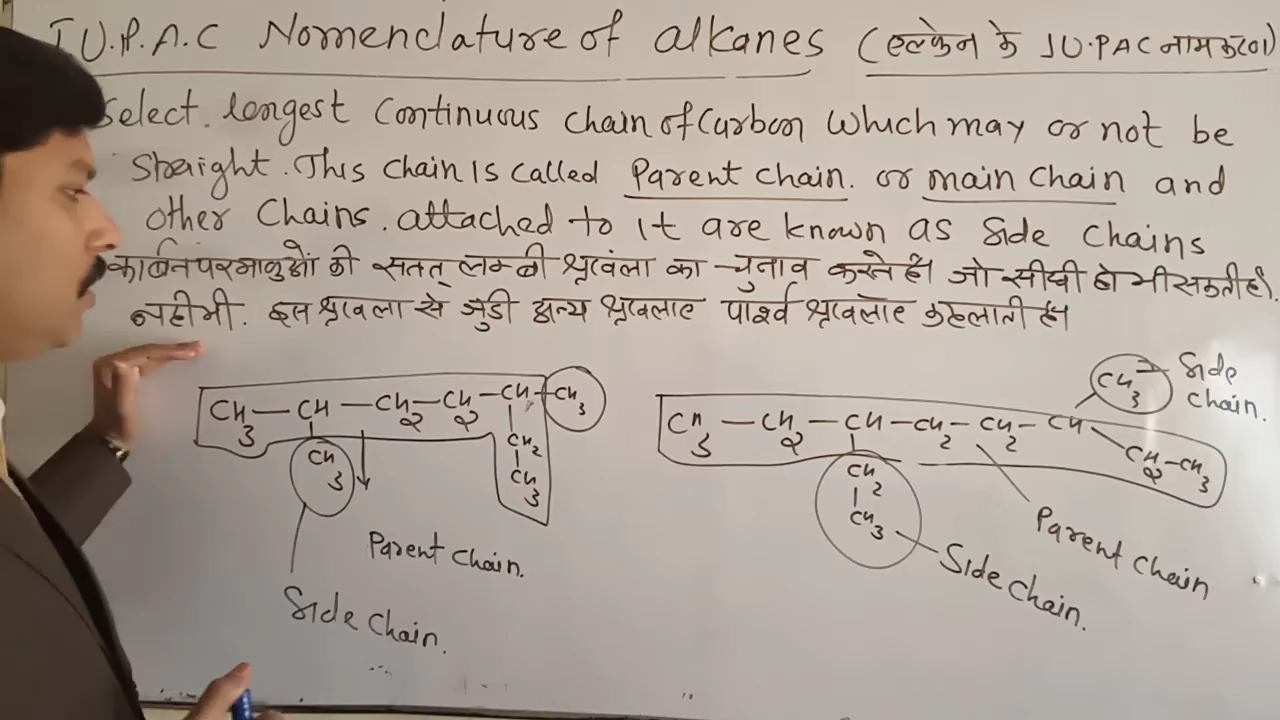 I U.P.A.C Nomenclature of alkanes (एल्केन के IU.PAC नामकरण)
Select. longest Continuous chain of Carbon which may or not be
Straight. This chain is called Parent chain. or main chain and
other Chains. attached to it are known as Side Chains
कार्बन परमाणुओं की सतत् लम्बी श्रृंखला का चुनाव करते हैं। जो सीधी हो भी सकती है।
नहीं भी. इस श्रृंखला से जुड़ी अन्य श्रृंखलाएं पार्श्व श्रृंखलाएं कहलाती हैं।
CH3 — CH — CH2 — CH2 — CH — CH3
CH3
CH2
CH3
Parent Chain.
Side Chain.
CH3
Side
Chain.
CH3 — CH2 — CH — CH2 — CH2 — CH
CH2 — CH3
CH2
CH3
Side Chain.
Parent Chain